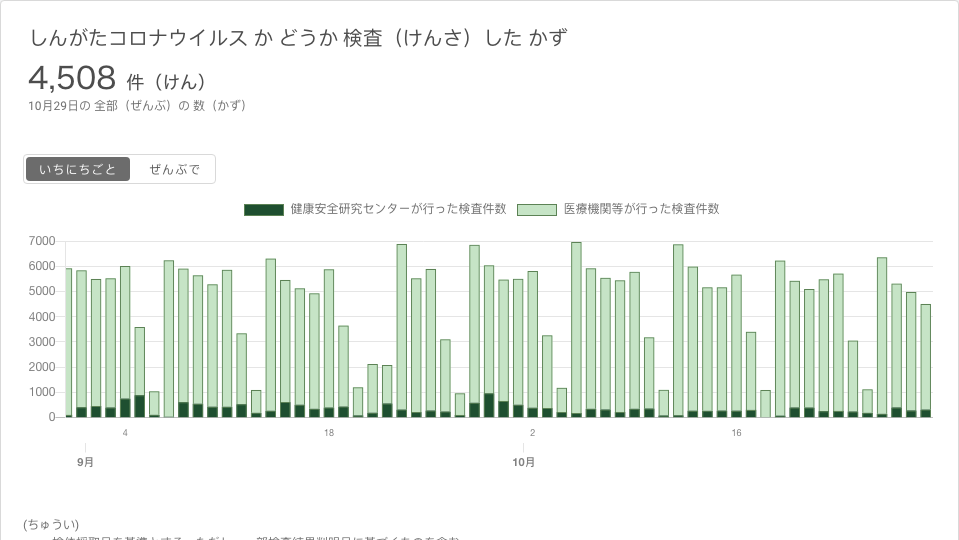 しんがたコロナウイルス か どうか 検査（けんさ）した かず
4,508 件（けん）
10月29日の 全部（ぜんぶ）の 数（かず）
いちにちごと ぜんぶで
健康安全研究センターが行った検査件数 医療機関等が行った検査件数
7000
6000
5000
4000
3000
2000
1000
0
4 18 2 16
9月 10月
(ちゅうい)